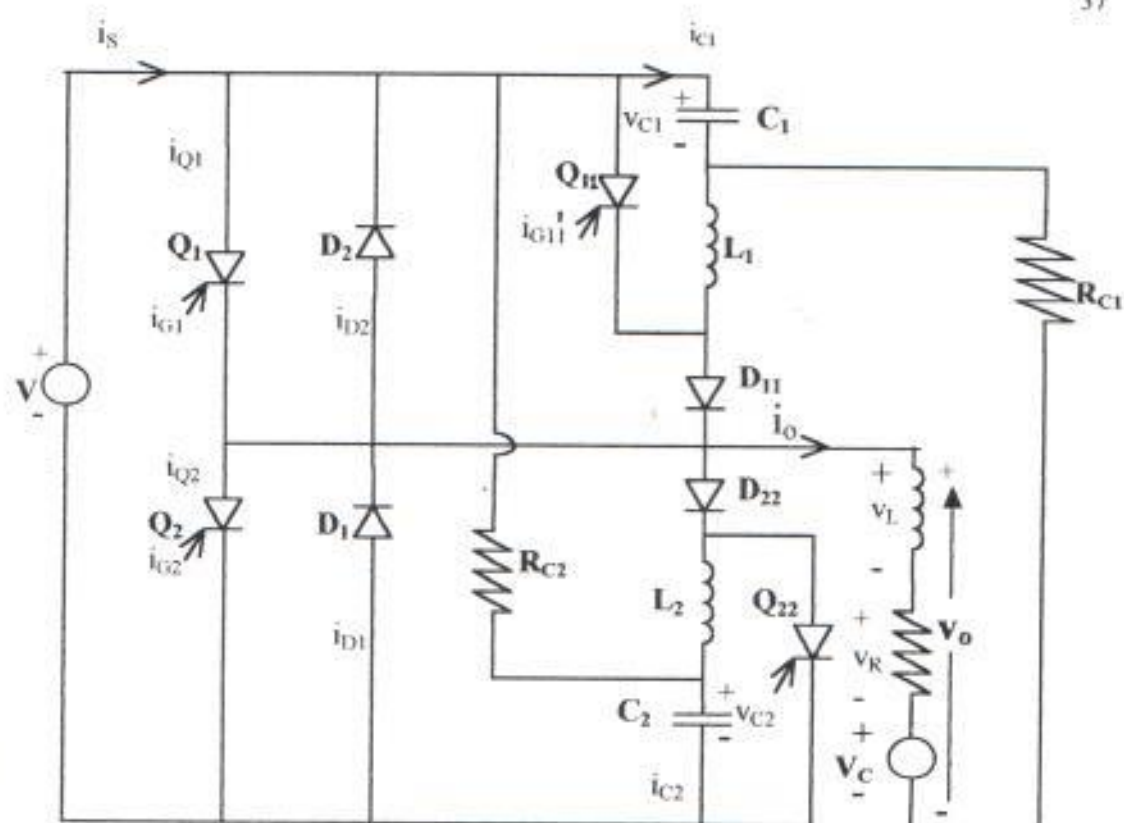 37
iS
iC1
+
vC1
C1
-
iQ1
Q11
iG11
L1
Q1
D2
RC1
iG1
iD2
+
V
-
D11
io
iQ2
D22
+
+
vL
Q2
D1
iG2
RC2
-
L2
Q22
+
vo
iD1
vR
-
+
C2
vC2
-
+
VC
-
iC2
-